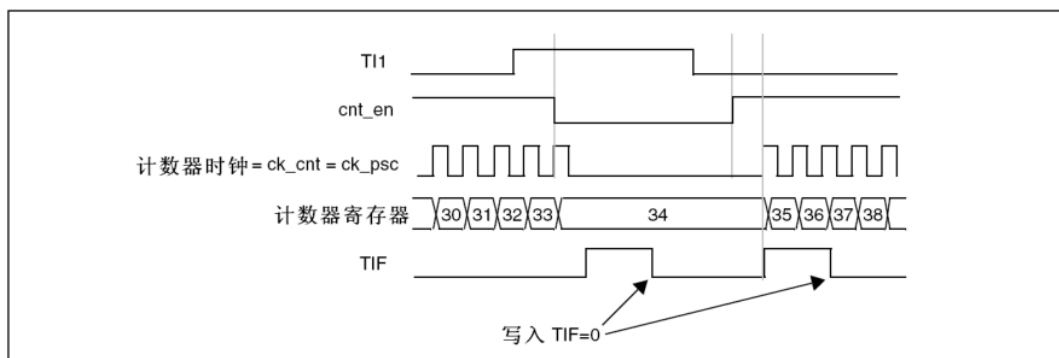 TI1
cnt_en
计数器时钟 = ck_cnt = ck_psc
计数器寄存器 30 31 32 33 34 35 36 37 38
TIF
写入 TIF=0